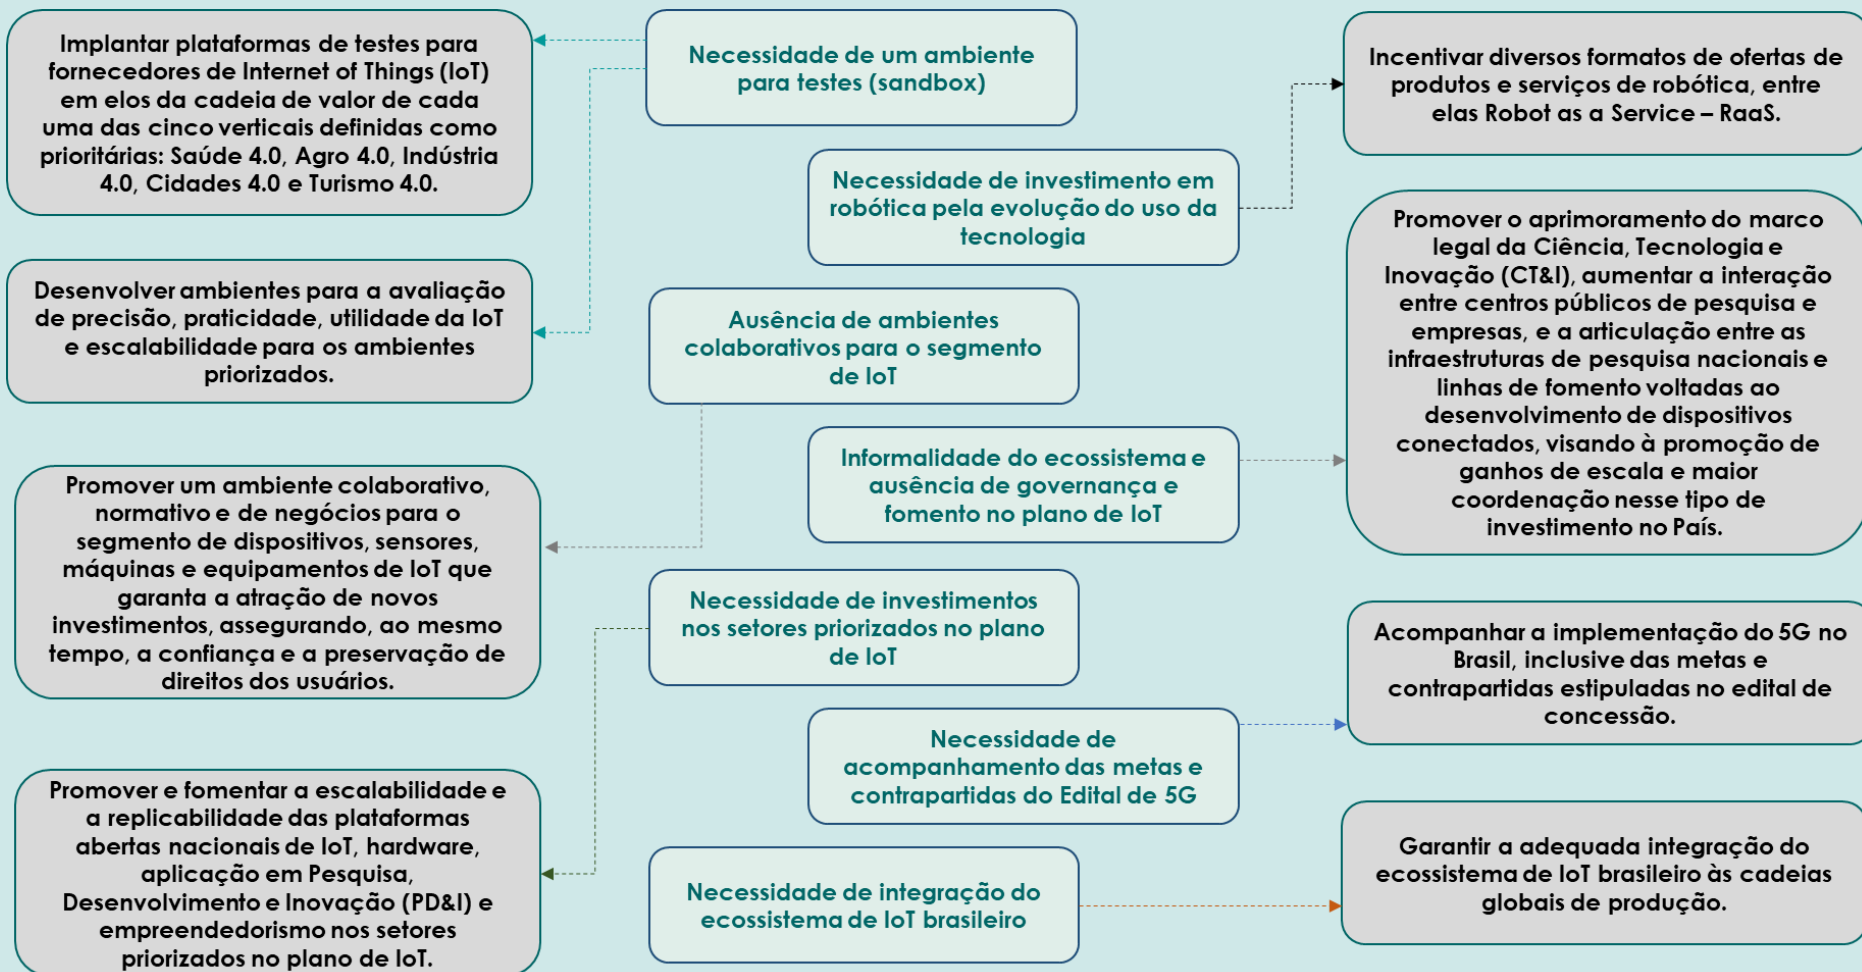 Implantar plataformas de testes para
fornecedores de Internet of Things (IoT)
em elos da cadeia de valor de cada
uma das cinco verticais definidas como
prioritárias: Saúde 4.0, Agro 4.0, Indústria
4.0, Cidades 4.0 e Turismo 4.0.
Desenvolver ambientes para a avaliação
de precisão, praticidade, utilidade da IoT
e escalabilidade para os ambientes
priorizados.
Promover um ambiente colaborativo,
normativo e de negócios para o
segmento de dispositivos, sensores,
máquinas e equipamentos de IoT que
garanta a atração de novos
investimentos, assegurando, ao mesmo
tempo, a confiança e a preservação de
direitos dos usuários.
Promover e fomentar a escalabilidade e
a replicabilidade das plataformas
abertas nacionais de IoT, hardware,
aplicação em Pesquisa,
Desenvolvimento e Inovação (PD&I) e
empreendedorismo nos setores
priorizados no plano de IoT.
Necessidade de um ambiente
para testes (sandbox)
Necessidade de investimento em
robótica pela evolução do uso da
tecnologia
Ausência de ambientes
colaborativos para o segmento
de IoT
Informalidade do ecossistema e
ausência de governança e
fomento no plano de IoT
Necessidade de investimentos
nos setores priorizados no plano
de IoT
Necessidade de
acompanhamento das metas e
contrapartidas do Edital de 5G
Necessidade de integração do
ecossistema de IoT brasileiro
Incentivar diversos formatos de ofertas de
produtos e serviços de robótica, entre
elas Robot as a Service – RaaS.
Promover o aprimoramento do marco
legal da Ciência, Tecnologia e
Inovação (CT&I), aumentar a interação
entre centros públicos de pesquisa e
empresas, e a articulação entre as
infraestruturas de pesquisa nacionais e
linhas de fomento voltadas ao
desenvolvimento de dispositivos
conectados, visando à promoção de
ganhos de escala e maior
coordenação nesse tipo de
investimento no País.
Acompanhar a implementação do 5G no
Brasil, inclusive das metas e
contrapartidas estipuladas no edital de
concessão.
Garantir a adequada integração do
ecossistema de IoT brasileiro às cadeias
globais de produção.